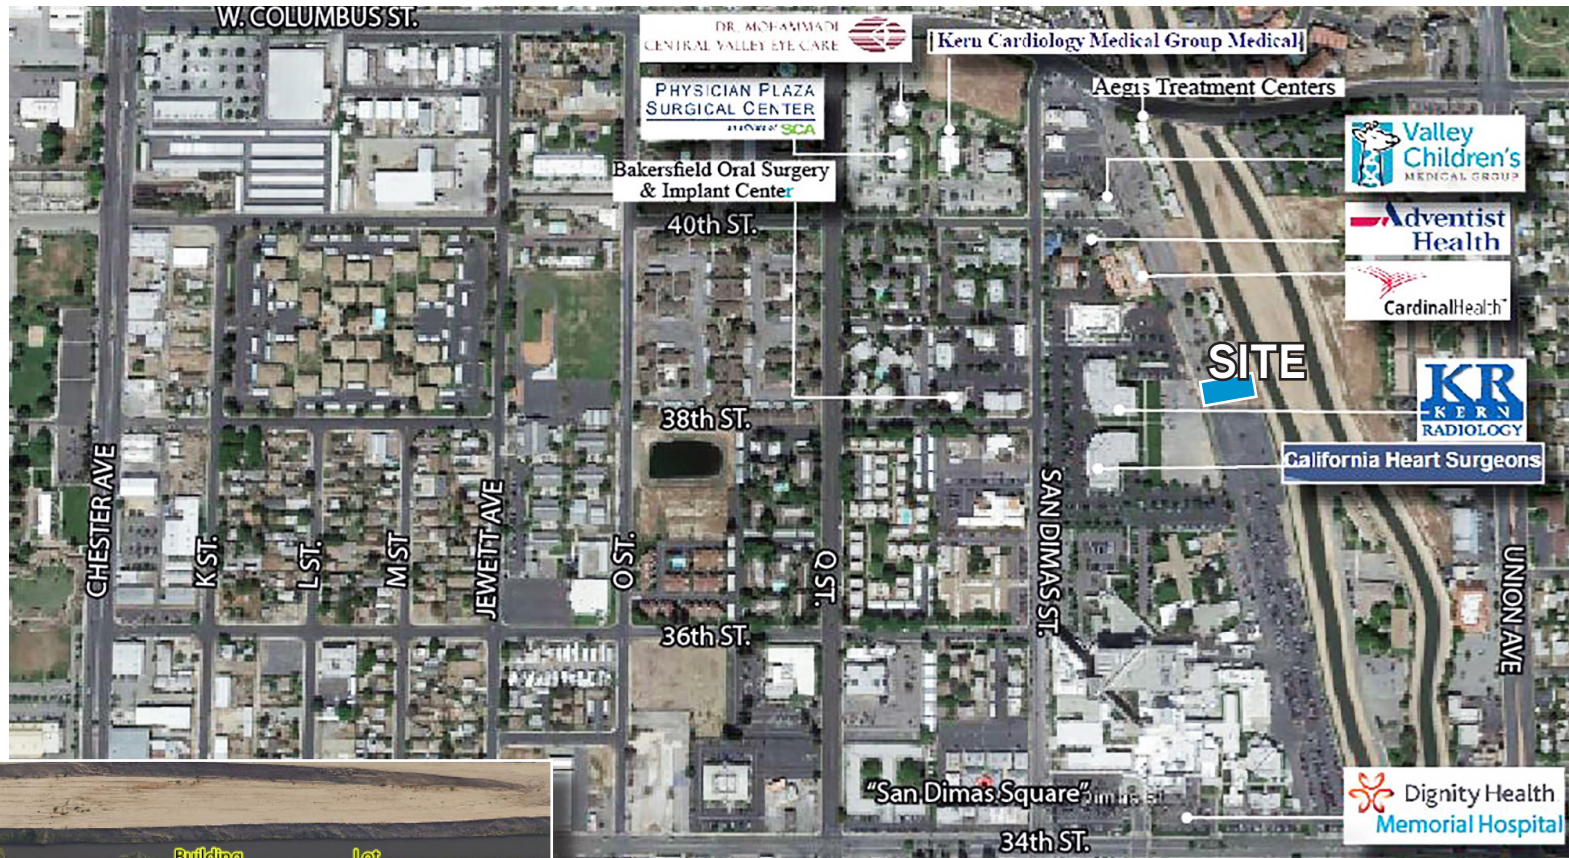 W. COLUMBUS ST.
DR. MOHAMMADI
CENTRAL VALLEY EYE CARE
Kern Cardiology Medical Group Medical
PHYSICIAN PLAZA
SURGICAL CENTER
SCA
Aegis Treatment Centers
Valley
Children's
MEDICAL GROUP
Bakersfield Oral Surgery
& Implant Center
40th ST.
Adventist
Health
CardinalHealth™
SITE
KR
KERN
RADIOLOGY
38th ST.
California Heart Surgeons
CHESTER AVE
K ST.
L ST.
M ST
JEWETT AVE
O ST.
Q ST.
SAN DIMAS ST.
UNION AVE
36th ST.
"San Dimas Square"
Dignity Health
Memorial Hospital
34th ST.
Building
Lot